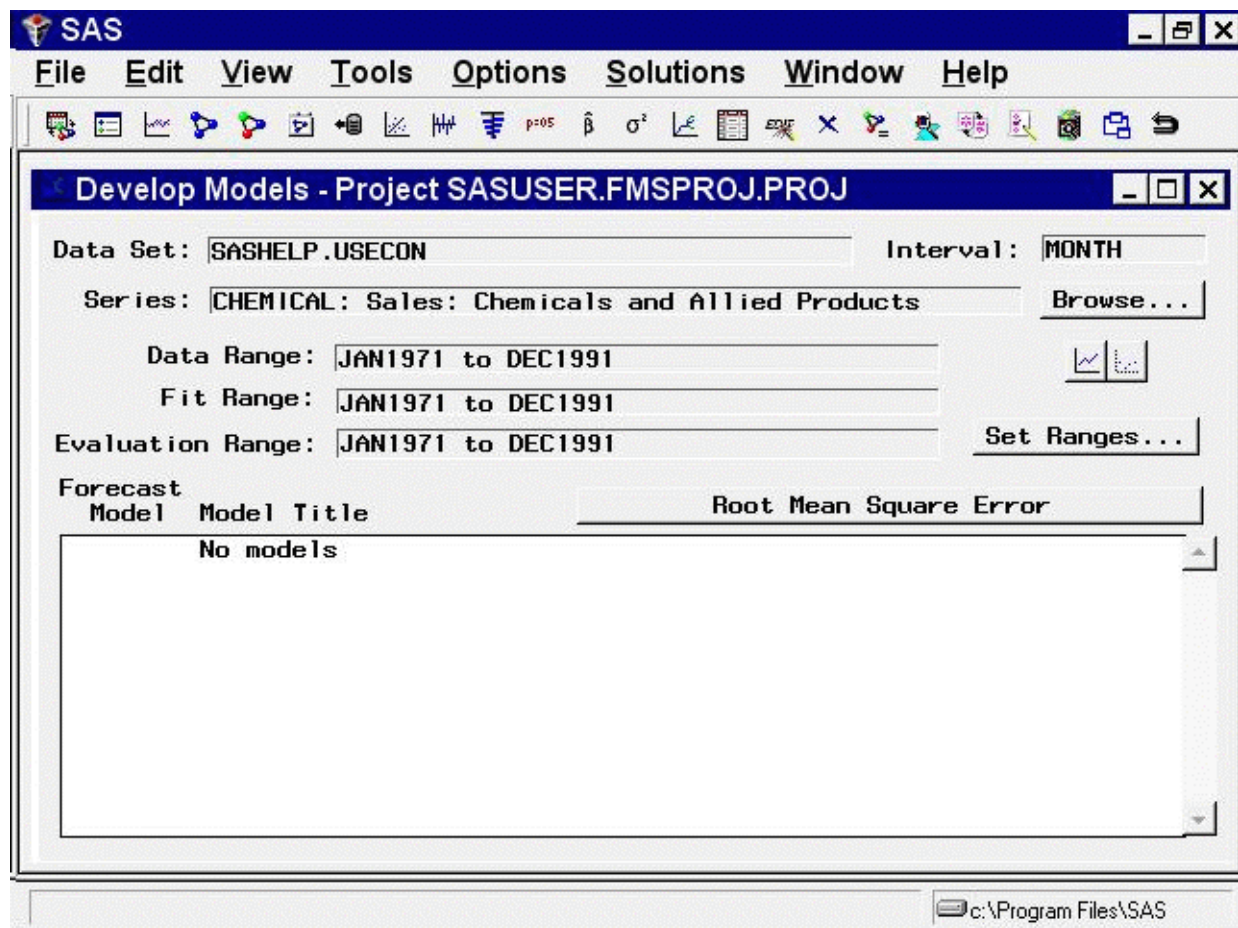 SAS
File Edit View Tools Options Solutions Window Help
p=05 β̂ σ²
Develop Models - Project SASUSER.FMSPROJ.PROJ
Data Set: SASHELP.USECON Interval: MONTH
Series: CHEMICAL: Sales: Chemicals and Allied Products Browse...
Data Range: JAN1971 to DEC1991
Fit Range: JAN1971 to DEC1991
Evaluation Range: JAN1971 to DEC1991 Set Ranges...
Forecast
Model Model Title Root Mean Square Error
No models
c:\Program Files\SAS